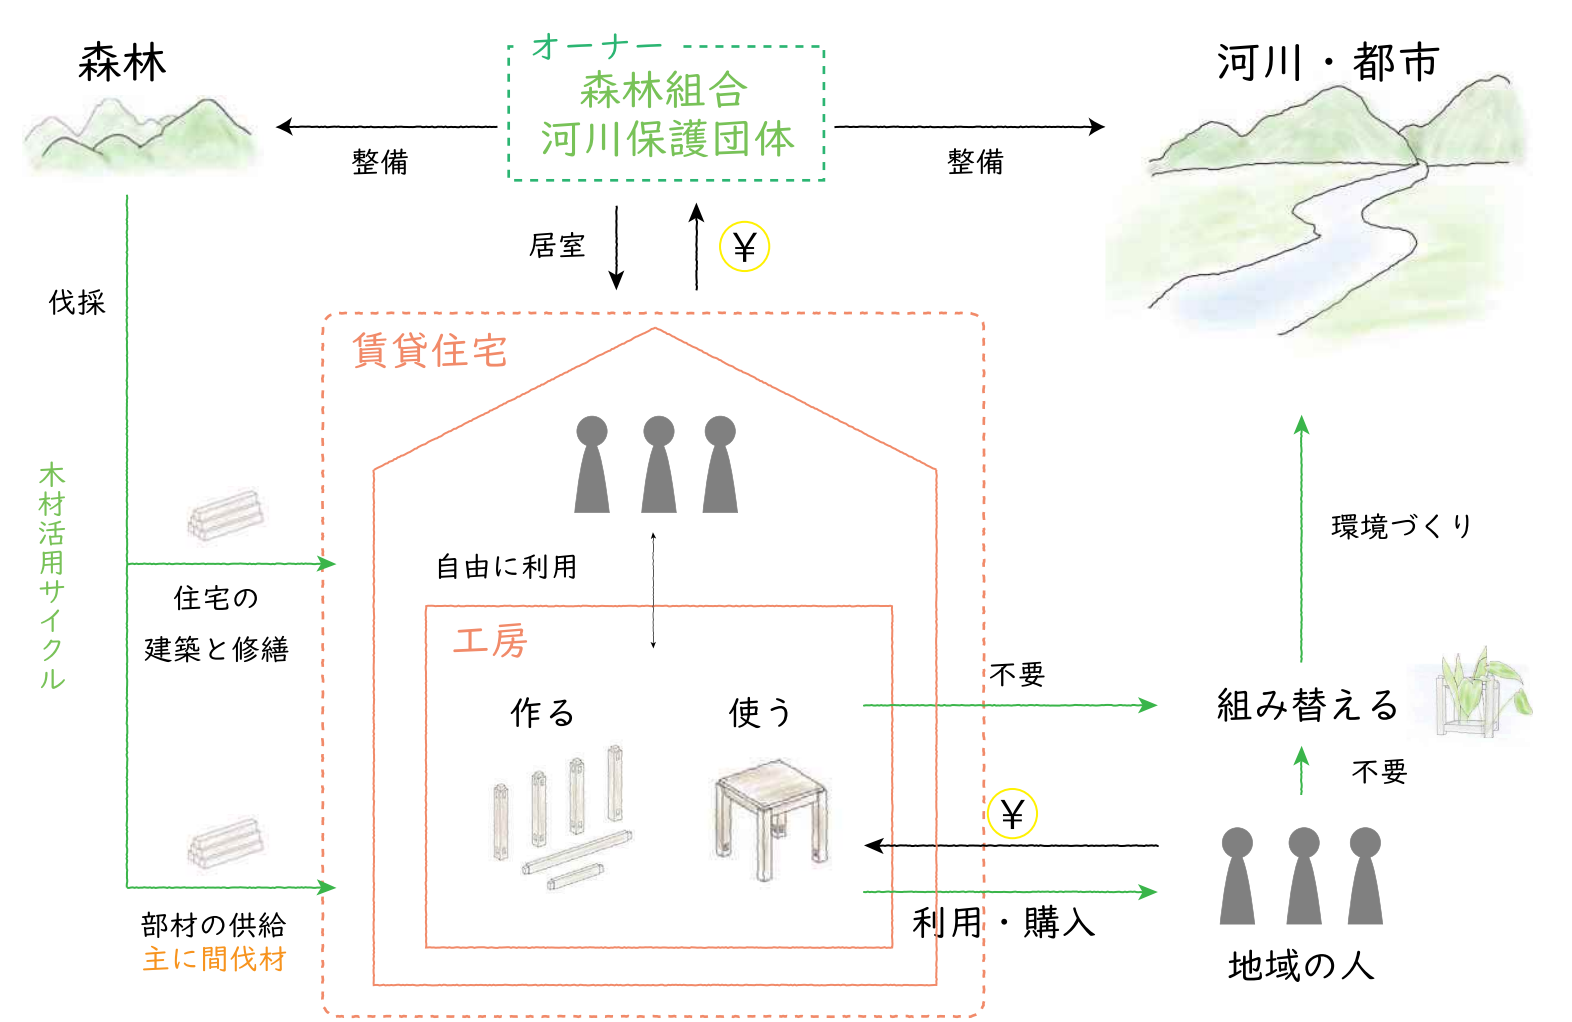 森林
オーナー
森林組合
河川保護団体
河川・都市
整備
整備
居室
¥
伐採
賃貸住宅
木材活用サイクル
自由に利用
環境づくり
住宅の
建築と修繕
工房
作る
使う
不要
組み替える
不要
¥
利用・購入
部材の供給
主に間伐材
地域の人